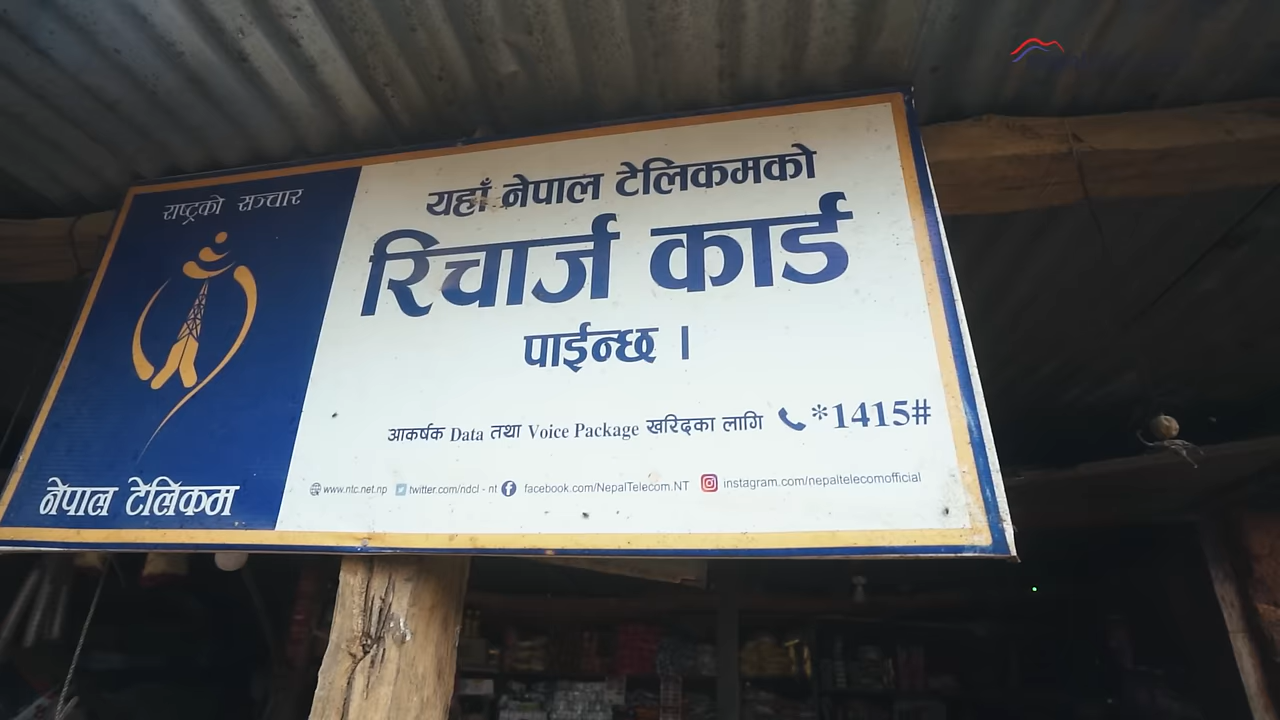 राष्ट्रको सञ्चार
नेपाल टेलिकम
यहाँ नेपाल टेलिकमको
रिचार्ज कार्ड
पाईन्छ ।
आकर्षक Data तथा Voice Package खरिद्का लागि *1415#
www.ntc.net.np twitter.com/ndcl - nt facebook.com/NepalTelecom.NT instagram.com/nepaltelecomofficial